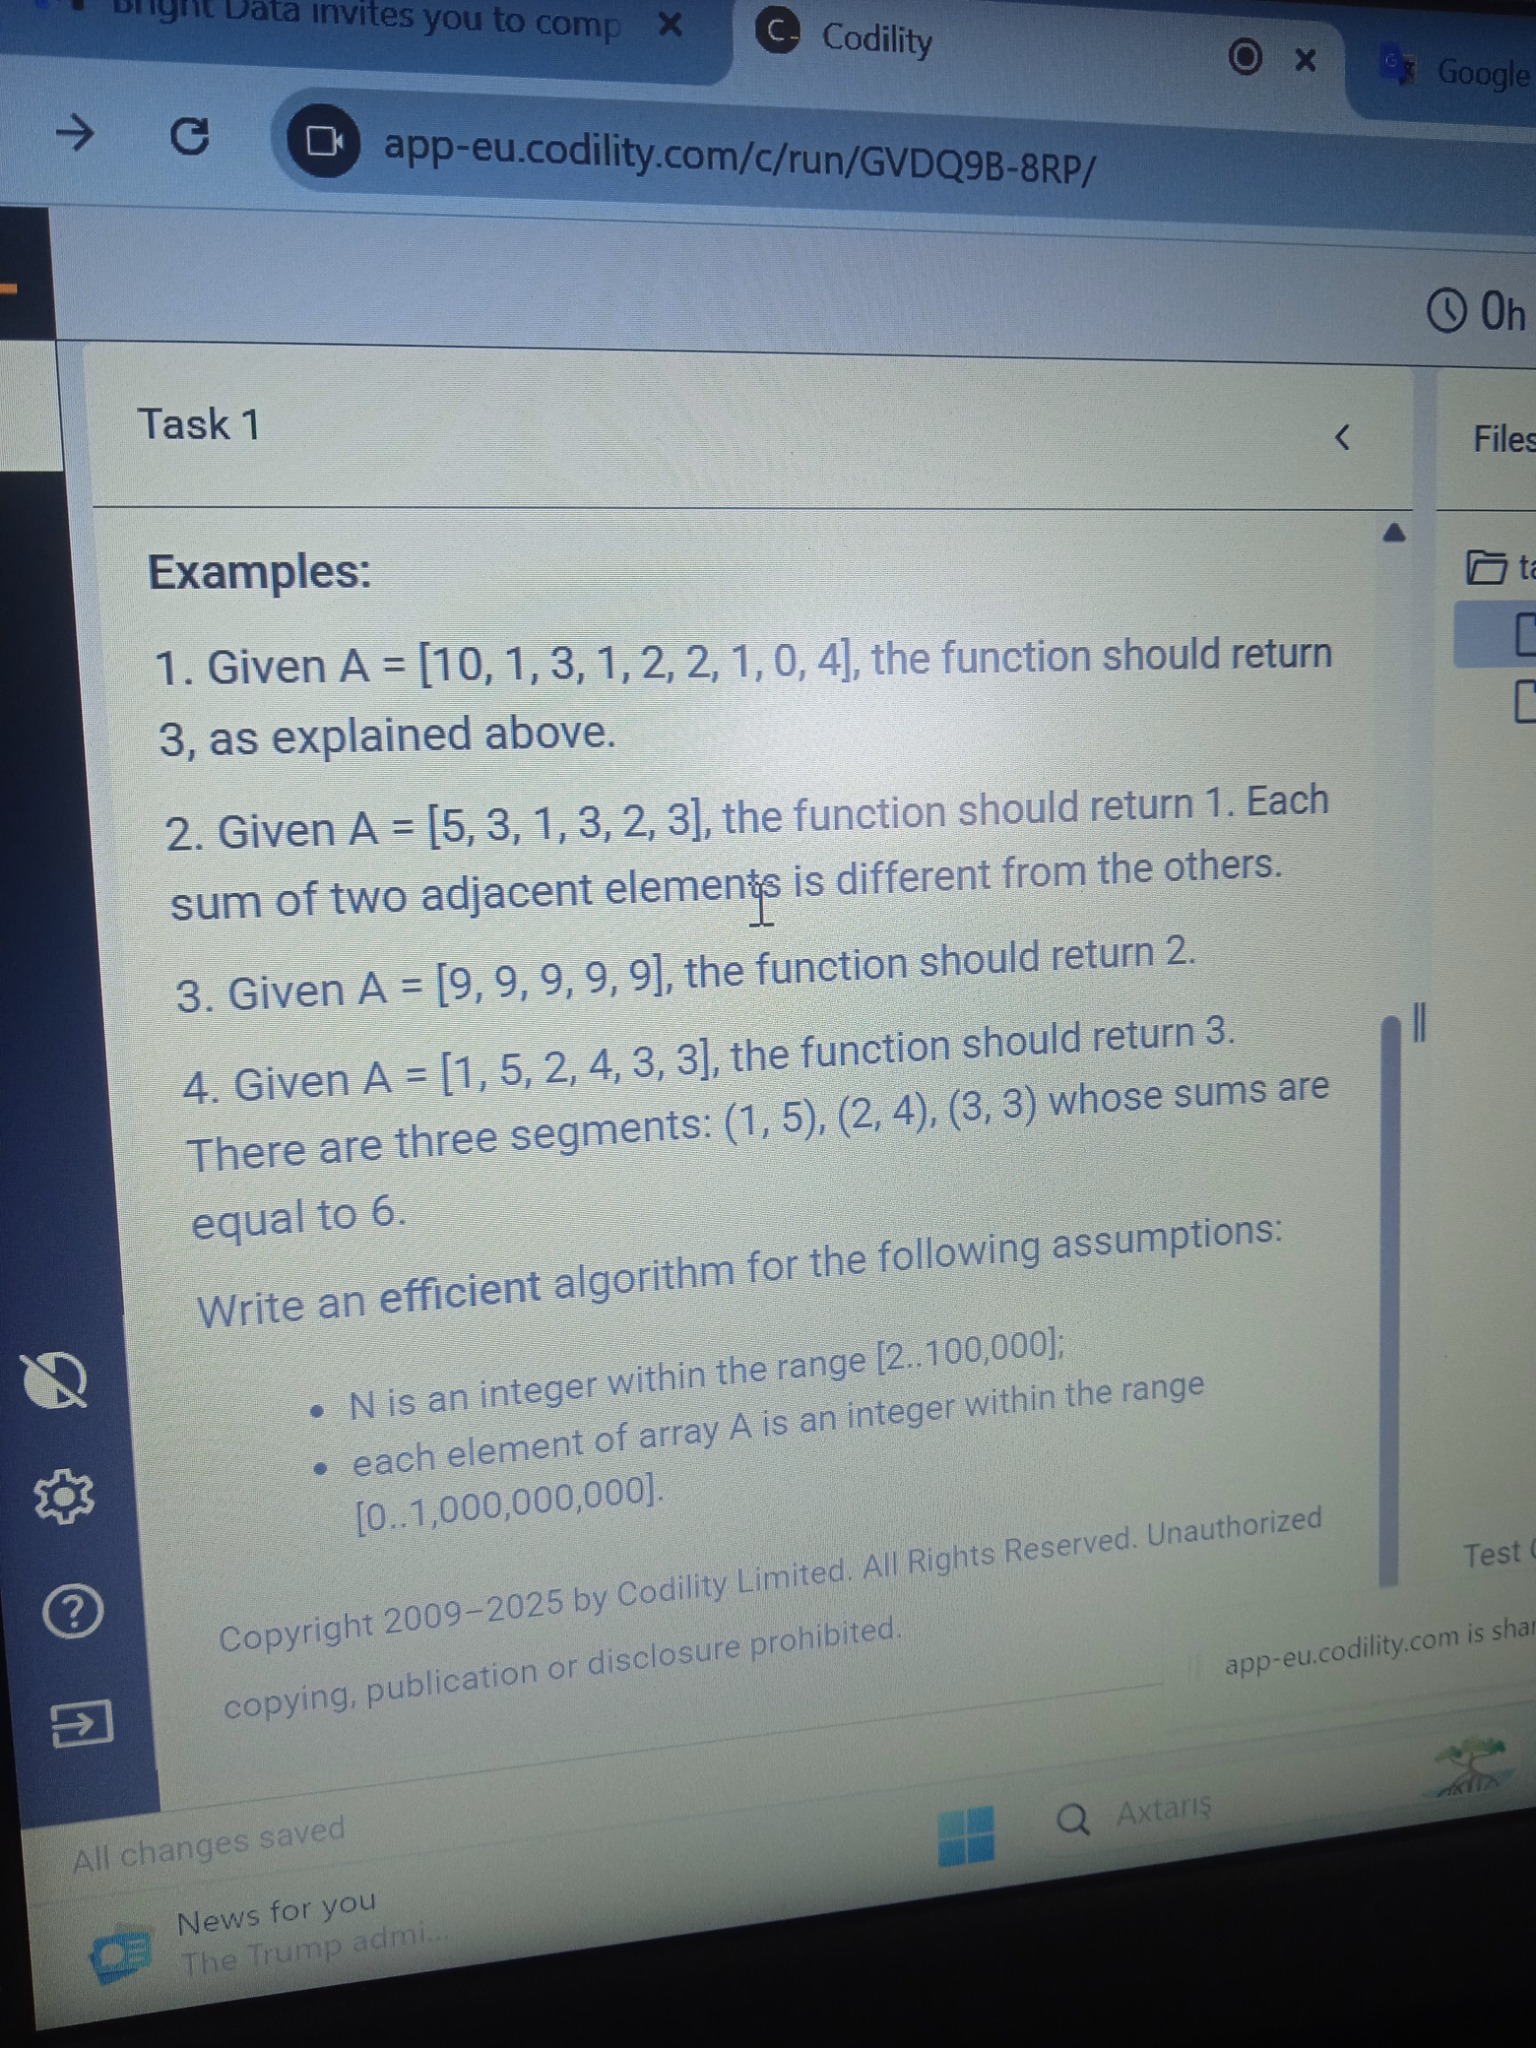 Bright Data invites you to comp
Codility
Google
app-eu.codility.com/c/run/GVDQ9B-8RP/
0h
Task 1
Files
Examples:
1. Given A = [10, 1, 3, 1, 2, 2, 1, 0, 4], the function should return
3, as explained above.
2. Given A = [5, 3, 1, 3, 2, 3], the function should return 1. Each
sum of two adjacent elements is different from the others.
3. Given A = [9, 9, 9, 9, 9], the function should return 2.
4. Given A = [1, 5, 2, 4, 3, 3], the function should return 3.
There are three segments: (1, 5), (2, 4), (3, 3) whose sums are
equal to 6.
Write an efficient algorithm for the following assumptions:
• N is an integer within the range [2..100,000];
• each element of array A is an integer within the range
[0..1,000,000,000].
Copyright 2009–2025 by Codility Limited. All Rights Reserved. Unauthorized
copying, publication or disclosure prohibited.
Test
app-eu.codility.com is shar
All changes saved
Axtarış
News for you
The Trump admi...